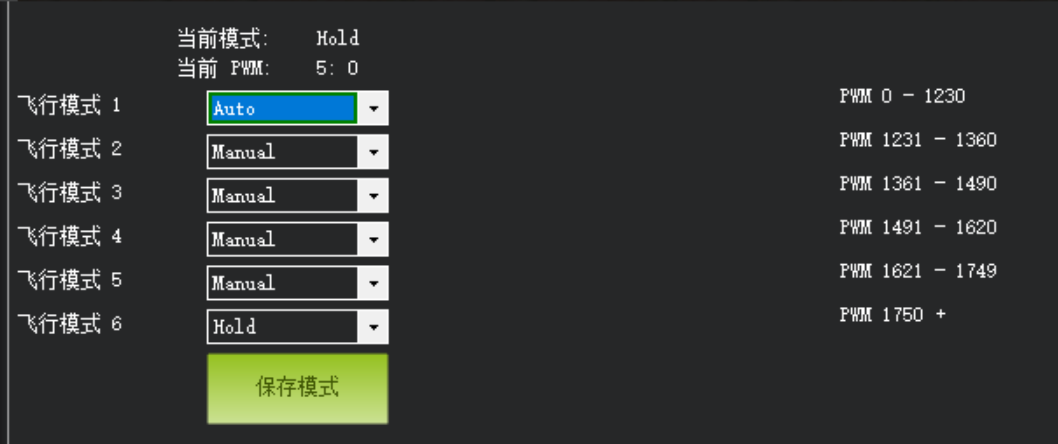 当前模式: Hold
当前 PWM: 5: 0
飞行模式 1 Auto PWM 0 - 1230
飞行模式 2 Manual PWM 1231 - 1360
飞行模式 3 Manual PWM 1361 - 1490
飞行模式 4 Manual PWM 1491 - 1620
飞行模式 5 Manual PWM 1621 - 1749
飞行模式 6 Hold PWM 1750 +
保存模式